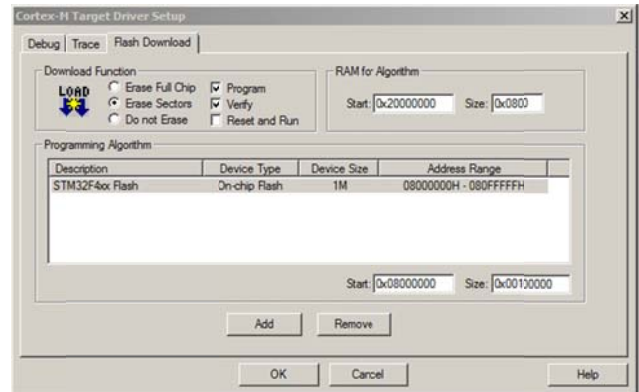 Cortex-M Target Driver Setup
Debug Trace Flash Download
Download Function
LOAD
Erase Full Chip
Erase Sectors
Do not Erase
Program
Verify
Reset and Run
RAM for Algorithm
Start: 0x20000000 Size: 0x0800
Programming Algorithm
Description Device Type Device Size Address Range
STM32F4xx Flash On-chip Flash 1M 08000000H - 080FFFFFH
Start: 0x08000000 Size: 0x00100000
Add Remove
OK Cancel Help